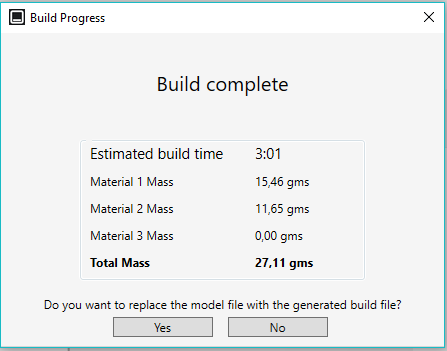 Build Progress
Build complete
Estimated build time 3:01
Material 1 Mass 15,46 gms
Material 2 Mass 11,65 gms
Material 3 Mass 0,00 gms
Total Mass 27,11 gms
Do you want to replace the model file with the generated build file?
Yes No